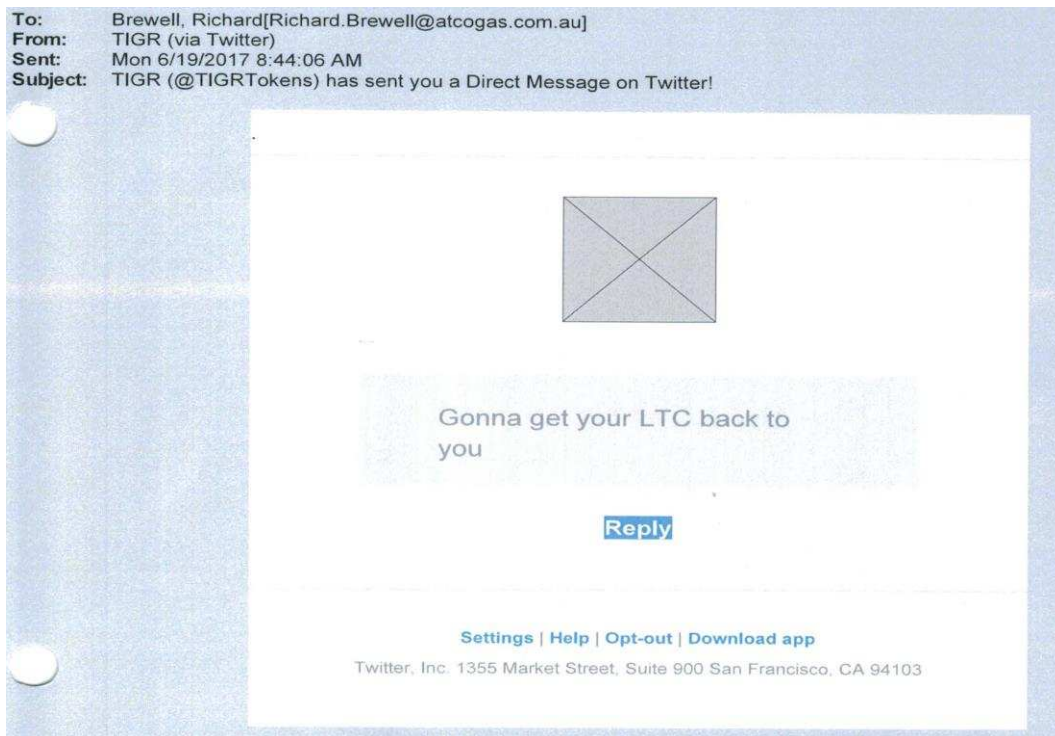 To: Brewell, Richard[Richard.Brewell@atcogas.com.au]
From: TIGR (via Twitter)
Sent: Mon 6/19/2017 8:44:06 AM
Subject: TIGR (@TIGRTokens) has sent you a Direct Message on Twitter!
Gonna get your LTC back to
you
Reply
Settings | Help | Opt-out | Download app
Twitter, Inc. 1355 Market Street, Suite 900 San Francisco, CA 94103